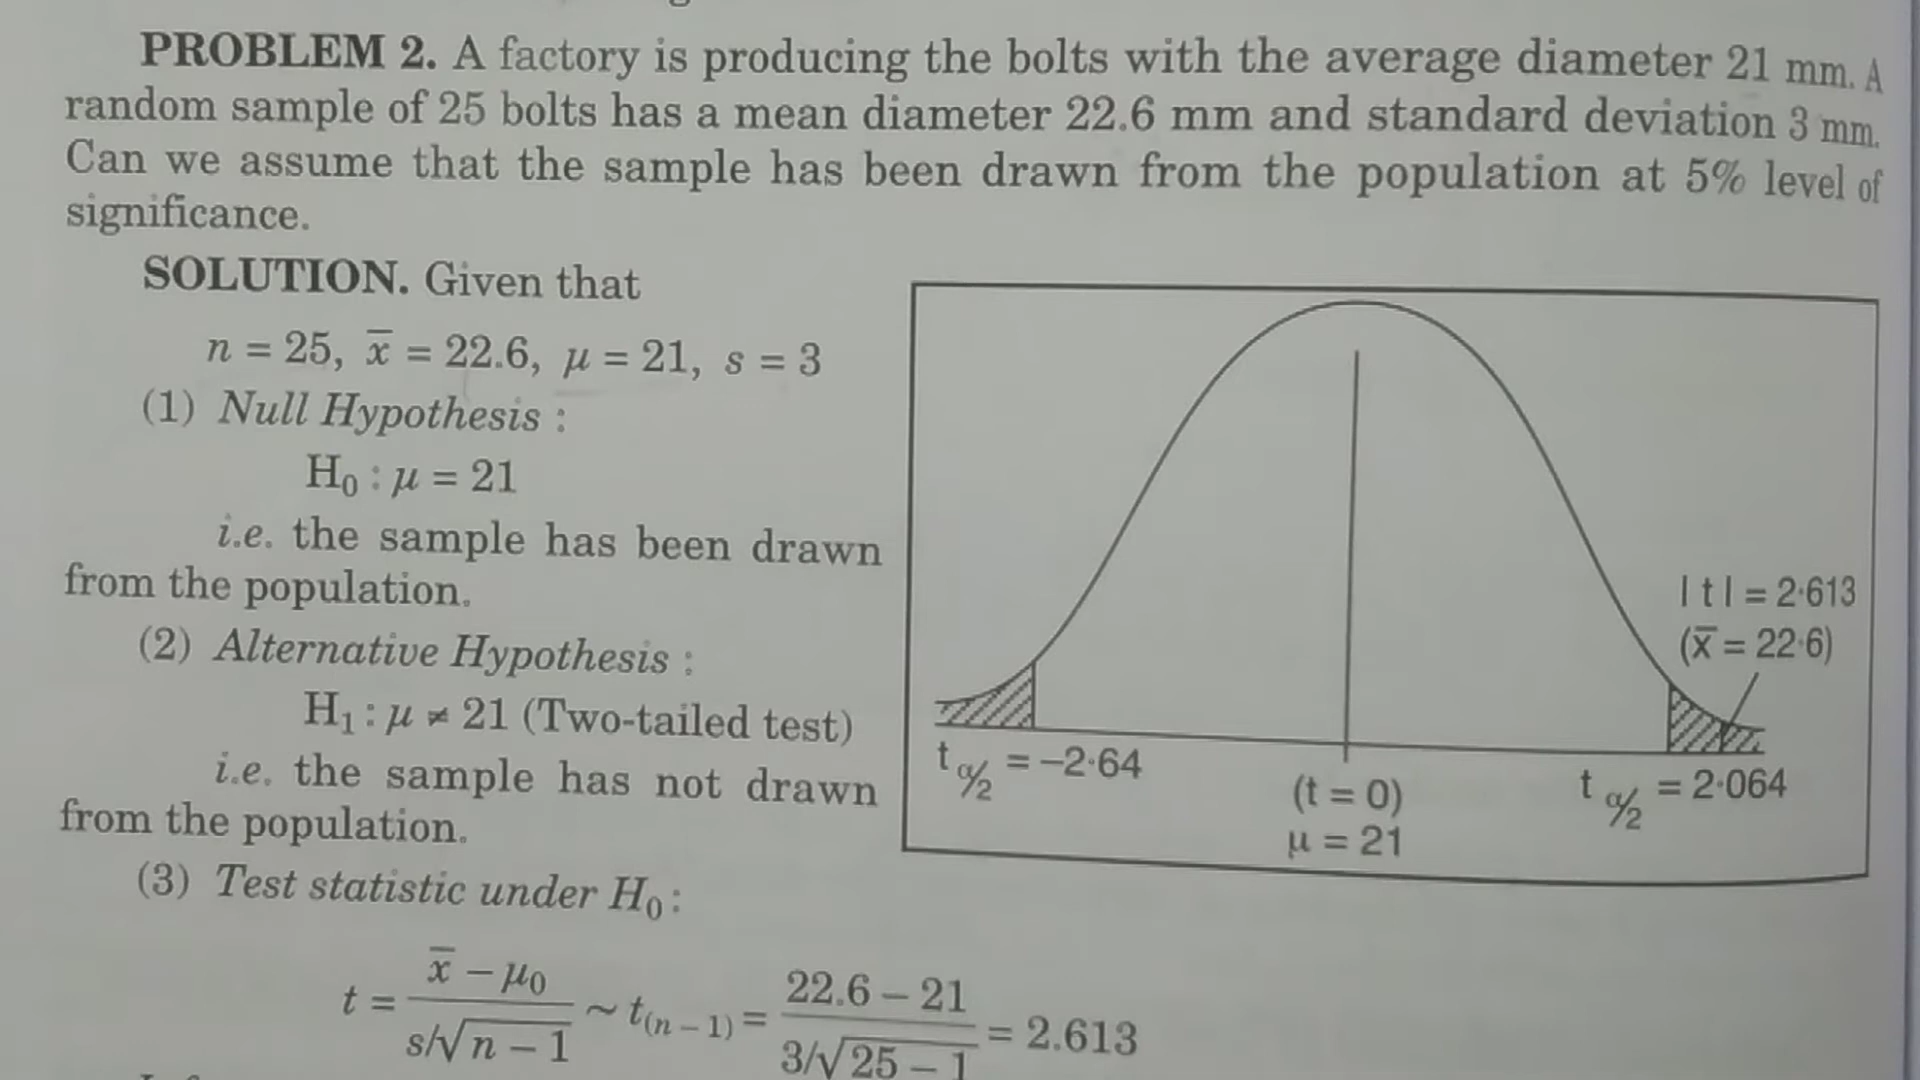 PROBLEM 2. A factory is producing the bolts with the average diameter 21 mm. A
random sample of 25 bolts has a mean diameter 22.6 mm and standard deviation 3 mm.
Can we assume that the sample has been drawn from the population at 5% level of
significance.
SOLUTION. Given that
n = 25, x̄ = 22.6, μ = 21, s = 3
(1) Null Hypothesis :
H₀ : μ = 21
i.e. the sample has been drawn
from the population.
(2) Alternative Hypothesis :
H₁ : μ ≠ 21 (Two-tailed test)
i.e. the sample has not drawn
from the population.
(3) Test statistic under H₀ :
t = (x̄ – μ₀)/(s/√(n – 1)) ~ t₍ₙ ₋ ₁₎ = (22.6 – 21)/(3/√(25 – 1)) = 2.613
| t | = 2·613
(x̄ = 22·6)
t α/2 = –2·64
(t = 0)
μ = 21
t α/2 = 2·064